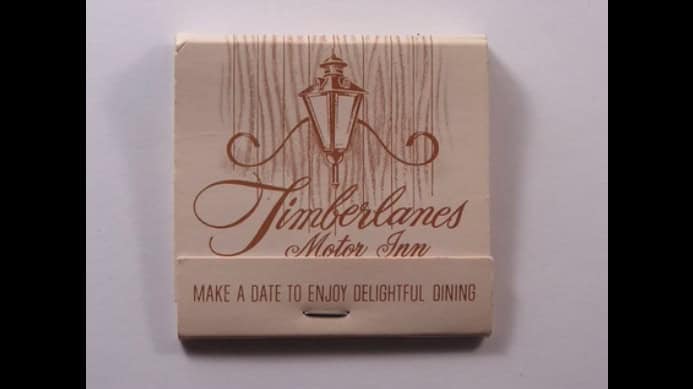 Timberlanes
Motor Inn
MAKE A DATE TO ENJOY DELIGHTFUL DINING